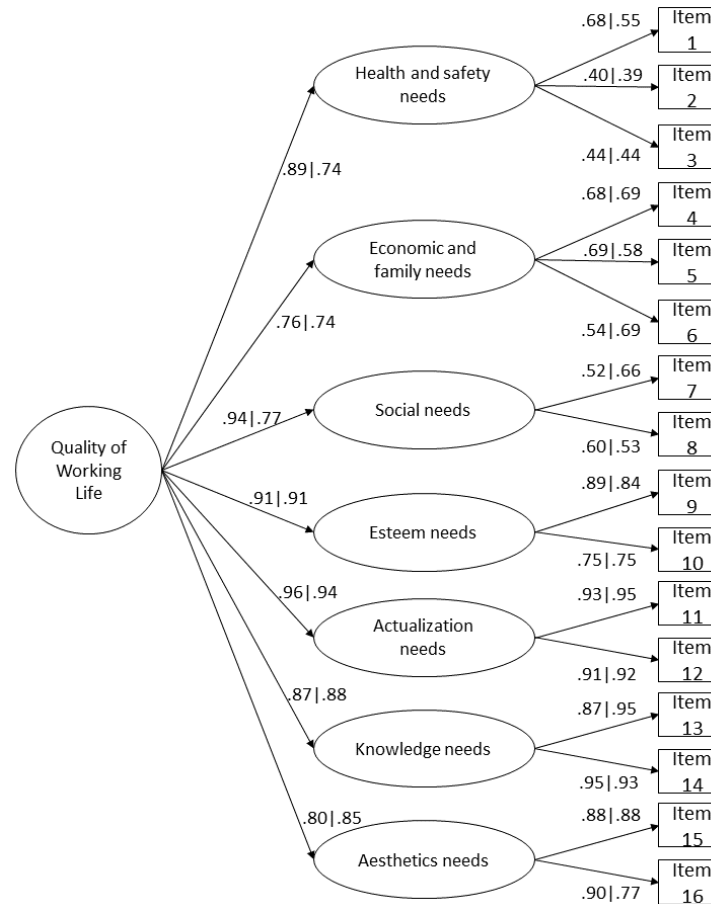 .68|.55
Item
1
Health and safety
needs
.40|.39
Item
2
.44|.44
Item
3
.89|.74
.68|.69
Item
4
Economic and
family needs
.69|.58
Item
5
.54|.69
Item
6
.76|.74
.52|.66
Item
7
Social needs
.60|.53
Item
8
.94|.77
Quality of
Working
Life
.91|.91
.89|.84
Item
9
Esteem needs
.75|.75
Item
10
.96|.94
.93|.95
Item
11
Actualization
needs
.91|.92
Item
12
.87|.88
.87|.95
Item
13
Knowledge needs
.95|.93
Item
14
.80|.85
.88|.88
Item
15
Aesthetics needs
.90|.77
Item
16